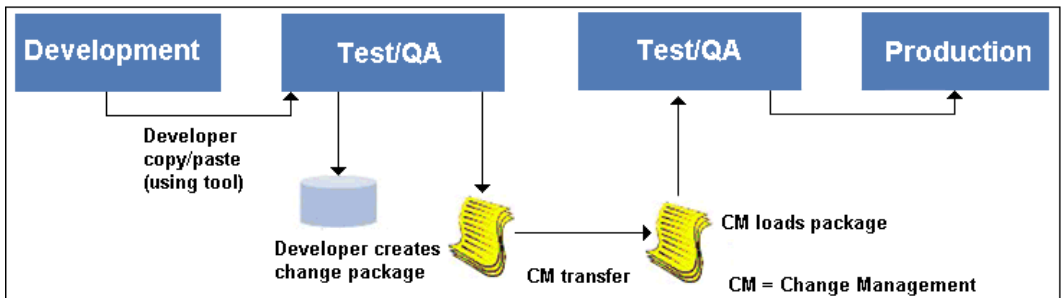 Development
Test/QA
Test/QA
Production
Developer
copy/paste
(using tool)
Developer creates
change package
CM transfer
CM loads package
CM = Change Management